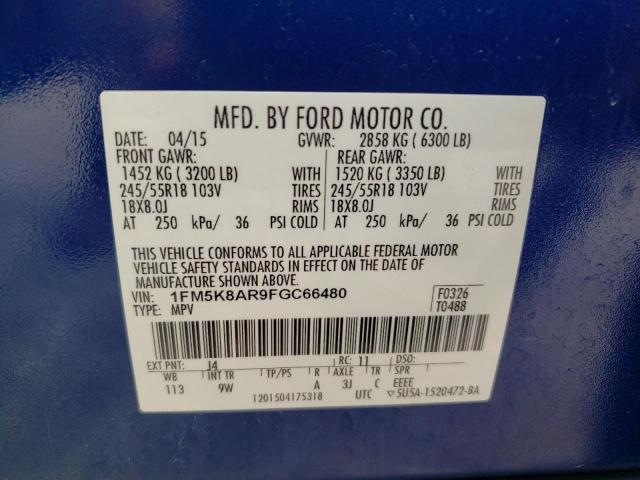 MFD. BY FORD MOTOR CO.
DATE: 04/15 GVWR: 2858 KG ( 6300 LB)
FRONT GAWR: REAR GAWR:
1452 KG ( 3200 LB) WITH 1520 KG ( 3350 LB) WITH
245/55R18 103V TIRES 245/55R18 103V TIRES
18X8.0J RIMS 18X8.0J RIMS
AT 250 kPa/ 36 PSI COLD AT 250 kPa/ 36 PSI COLD
THIS VEHICLE CONFORMS TO ALL APPLICABLE FEDERAL MOTOR
VEHICLE SAFETY STANDARDS IN EFFECT ON THE DATE OF
MANUFACTURE SHOWN ABOVE.
VIN: 1FM5K8AR9FGC66480 F0326
TYPE: MPV T0488
EXT PNT: J4 RC: 11 DSO:
WB INT TR TP/PS R AXLE TR SPR
113 9W A 3J C EEEE
1201504175318 UTC ▽5U5A-1520472-BA